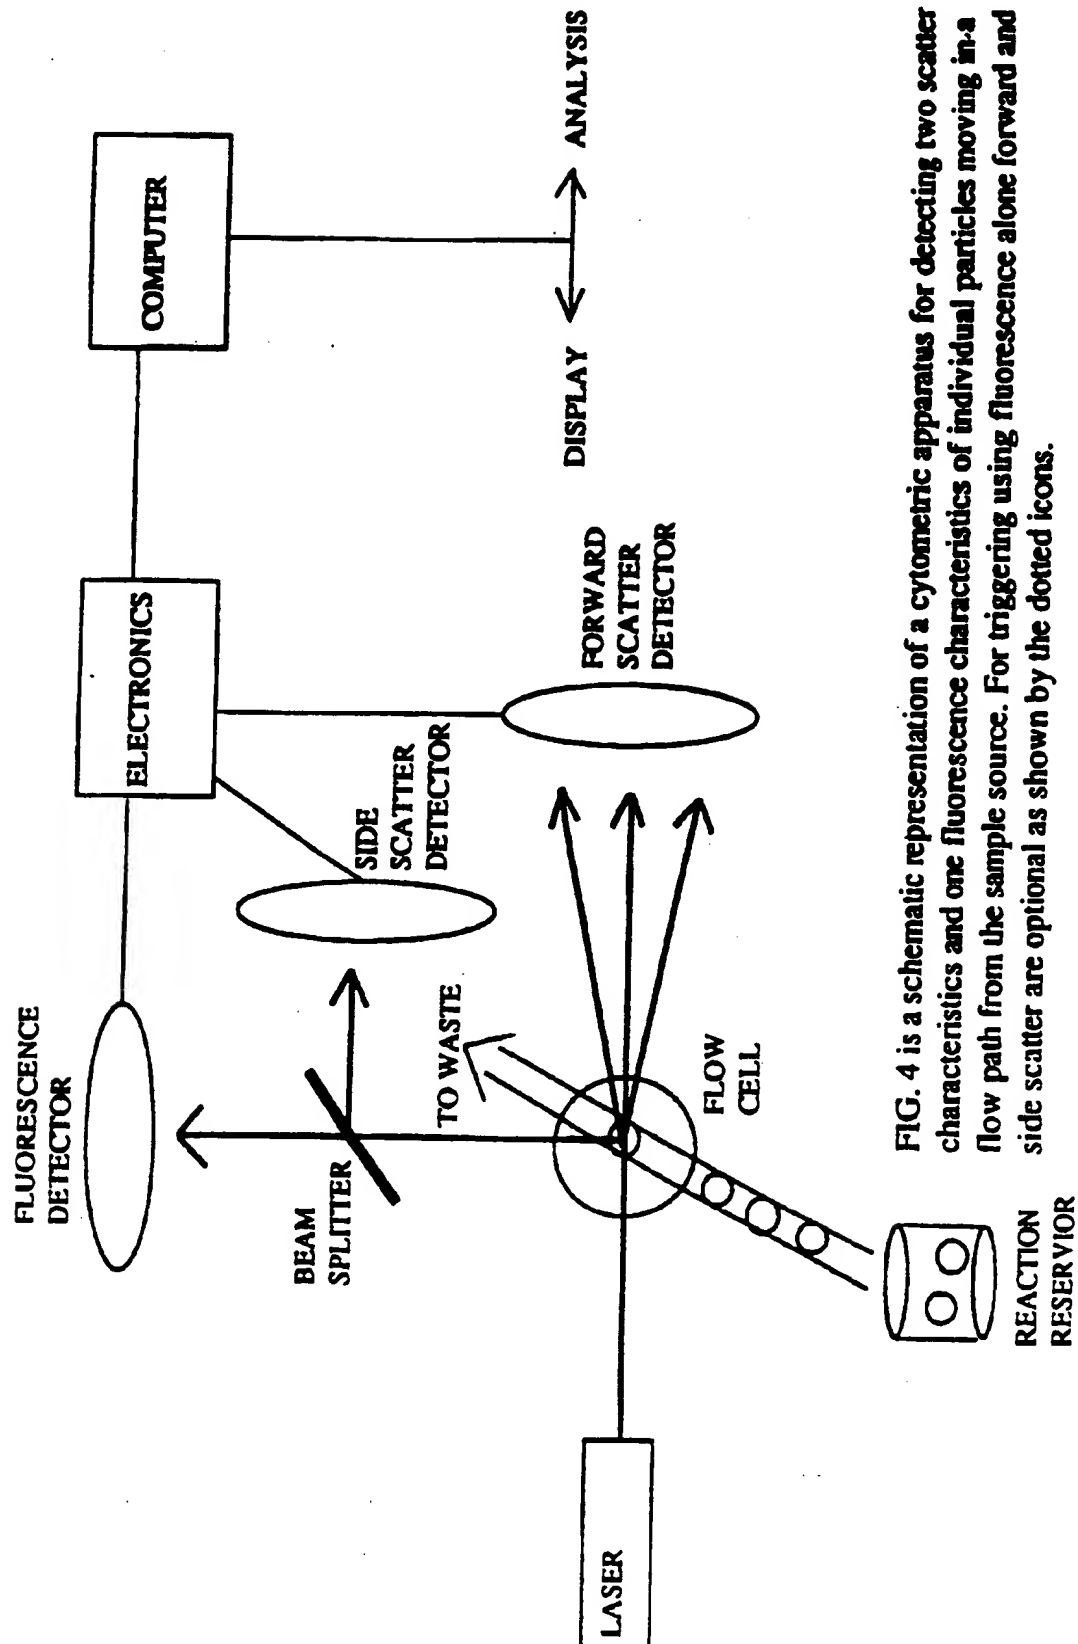 FLUORESCENCE
DETECTOR
ELECTRONICS
COMPUTER
BEAM
SPLITTER
SIDE
SCATTER
DETECTOR
TO WASTE
LASER
FLOW
CELL
FORWARD
SCATTER
DETECTOR
DISPLAY
ANALYSIS
REACTION
RESERVIOR
FIG. 4 is a schematic representation of a cytometric apparatus for detecting two scatter
characteristics and one fluorescence characteristics of individual particles moving in a
flow path from the sample source. For triggering using fluorescence alone forward and
side scatter are optional as shown by the dotted icons.